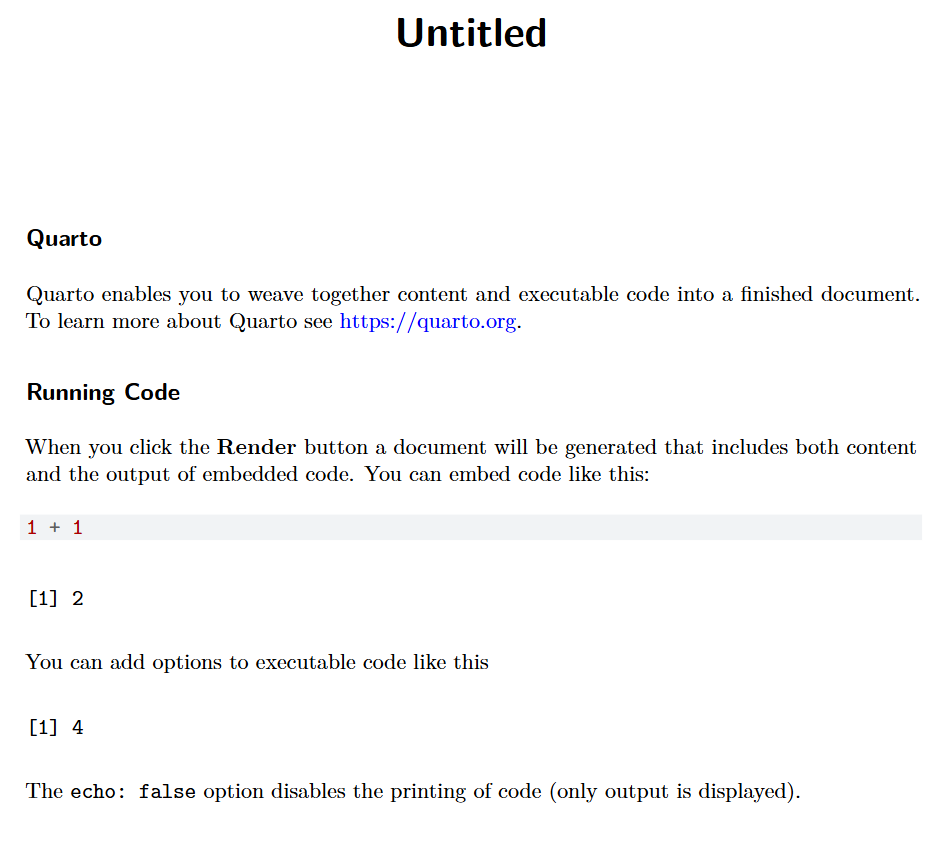 Untitled
Quarto
Quarto enables you to weave together content and executable code into a finished document.
To learn more about Quarto see https://quarto.org.
Running Code
When you click the Render button a document will be generated that includes both content
and the output of embedded code. You can embed code like this:
1 + 1
[1] 2
You can add options to executable code like this
[1] 4
The echo: false option disables the printing of code (only output is displayed).